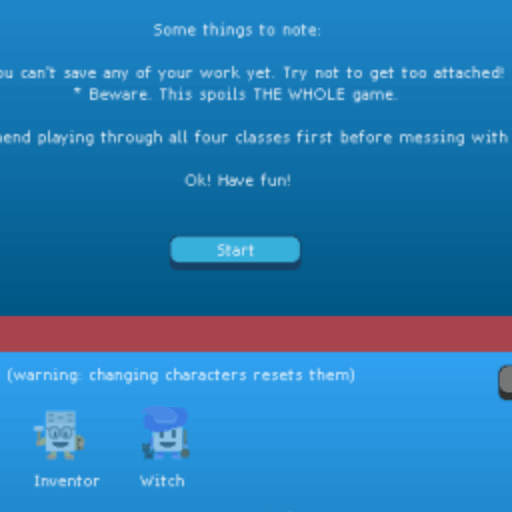 Some things to note:
ou can't save any of your work yet. Try not to get too attached!
* Beware. This spoils THE WHOLE game.
end playing through all four classes first before messing with
Ok! Have fun!
Start
(warning: changing characters resets them)
Inventor Witch